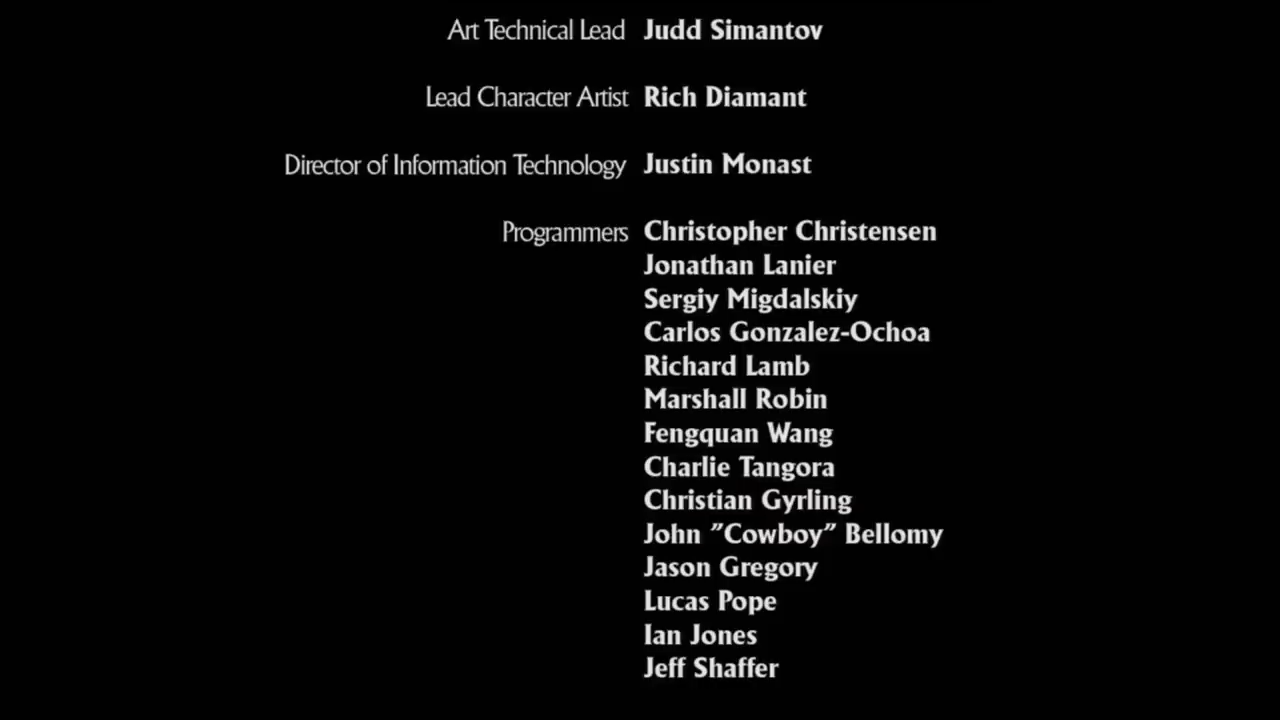 Art Technical Lead Judd Simantov
Lead Character Artist Rich Diamant
Director of Information Technology Justin Monast
Programmers Christopher Christensen
Jonathan Lanier
Sergiy Migdalskiy
Carlos Gonzalez-Ochoa
Richard Lamb
Marshall Robin
Fengquan Wang
Charlie Tangora
Christian Gyrling
John "Cowboy" Bellomy
Jason Gregory
Lucas Pope
Ian Jones
Jeff Shaffer